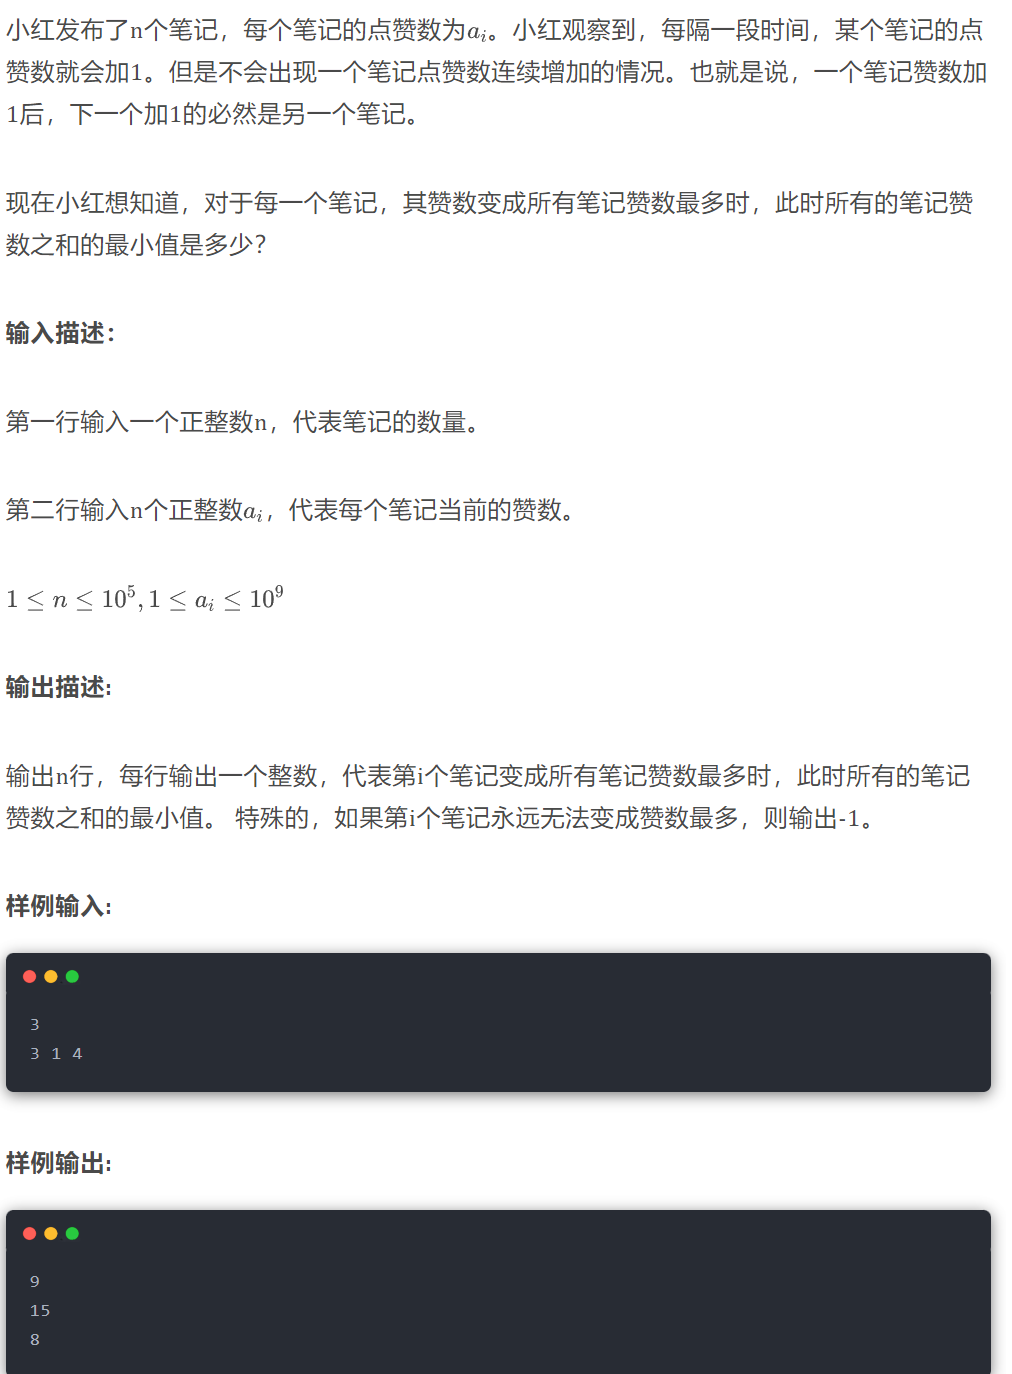 小红发布了n个笔记，每个笔记的点赞数为aᵢ。小红观察到，每隔一段时间，某个笔记的点
赞数就会加1。但是不会出现一个笔记点赞数连续增加的情况。也就是说，一个笔记赞数加
1后，下一个加1的必然是另一个笔记。
现在小红想知道，对于每一个笔记，其赞数变成所有笔记赞数最多时，此时所有的笔记赞
数之和的最小值是多少？
输入描述：
第一行输入一个正整数n，代表笔记的数量。
第二行输入n个正整数aᵢ，代表每个笔记当前的赞数。
1 ≤ n ≤ 10⁵, 1 ≤ aᵢ ≤ 10⁹
输出描述:
输出n行，每行输出一个整数，代表第i个笔记变成所有笔记赞数最多时，此时所有的笔记
赞数之和的最小值。 特殊的，如果第i个笔记永远无法变成赞数最多，则输出-1。
样例输入:
3
3 1 4
样例输出:
9
15
8